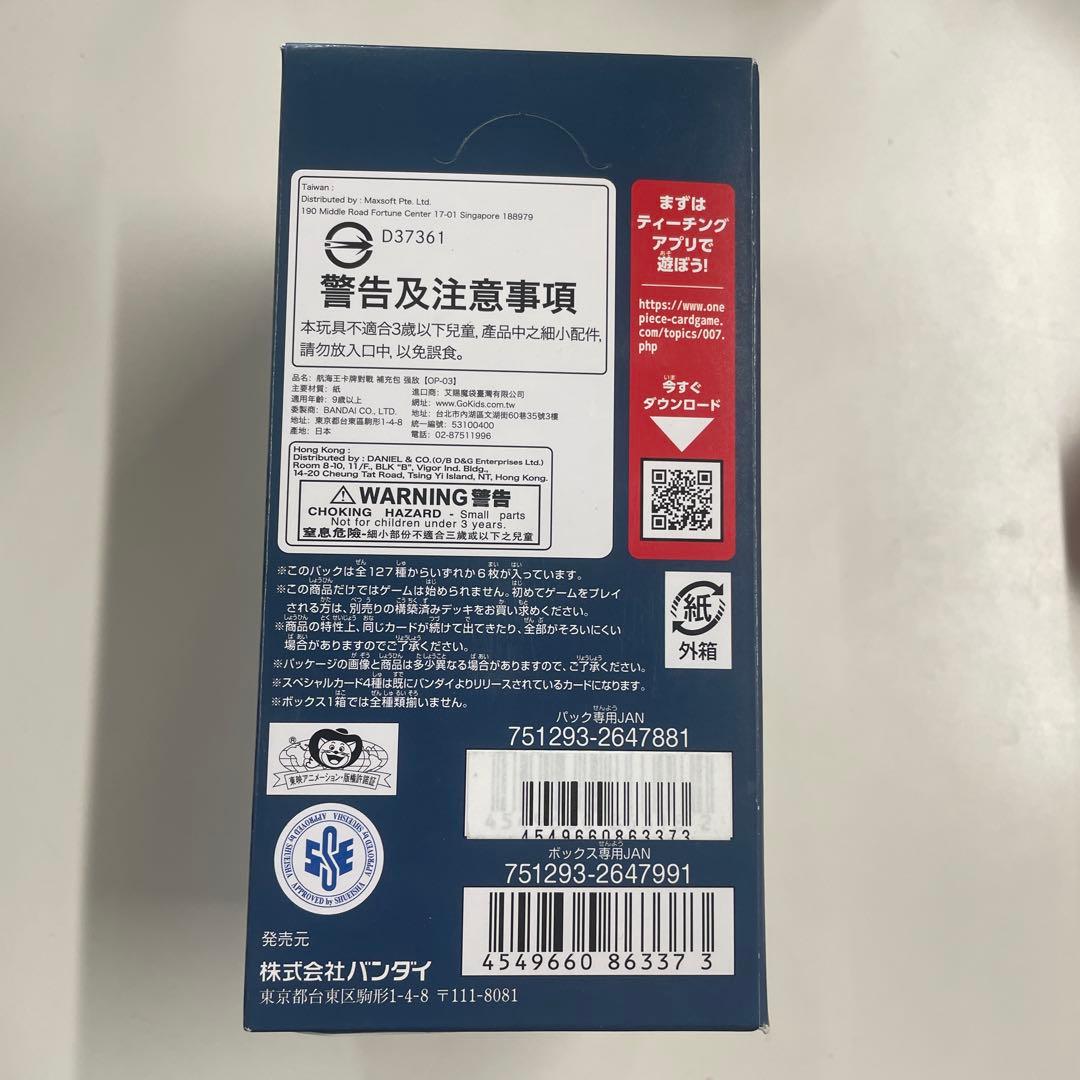 Taiwan :
Distributed by : Maxsoft Pte. Ltd.
190 Middle Road Fortune Center 17-01 Singapore 188979
D37361
警告及注意事項
本玩具不適合3歲以下兒童, 產品中之細小配件,
請勿放入口中, 以免誤食。
品名: 航海王卡牌對戰 補充包 强敌【OP-03】
主要材質: 紙
適用年齡: 9歲以上
委製商: BANDAI CO., LTD.
地址: 東京都台東區駒形1-4-8
產地: 日本
進口商: 艾賜魔袋臺灣有限公司
網址: www.GoKids.com.tw
地址: 台北市內湖區文湖街60巷35號3樓
統一編號: 53100400
電話: 02-87511996
Hong Kong :
Distributed by : DANIEL & CO.(O/B D&G Enterprises Ltd.)
Room 8-10, 11/F., BLK "B", Vigor Ind. Bldg.,
14-20 Cheung Tat Road, Tsing Yi Island, NT, Hong Kong.
WARNING 警告
CHOKING HAZARD - Small parts
Not for children under 3 years.
窒息危險-細小部份不適合三歲或以下之兒童
まずは
ティーチング
アプリで
遊ぼう!
https://www.one
piece-cardgame.
com/topics/007.
php
今すぐ
ダウンロード
※このパックは全127種からいずれか6枚が入っています。
※この商品だけではゲームは始められません。初めてゲームをプレイ
される方は、別売りの構築済みデッキをお買い求めください。
※商品の特性上、同じカードが続けて出てきたり、全部がそろいにくい
場合がありますのでご了承ください。
※パッケージの画像と商品は多少異なる場合がありますので、ご了承ください。
※スペシャルカード4種は既にバンダイよりリリースされているカードになります。
※ボックス1箱では全種類揃いません。
紙
外箱
パック専用JAN
751293-2647881
4549660863373
ボックス専用JAN
751293-2647991
4549660 86337 3
東映アニメーション・版権許諾証
APPROVED by SHUEISHA
APPROVED by SHUEISHA
APPROVED by SHUEISHA
発売元
株式会社バンダイ
東京都台東区駒形1-4-8 〒111-8081